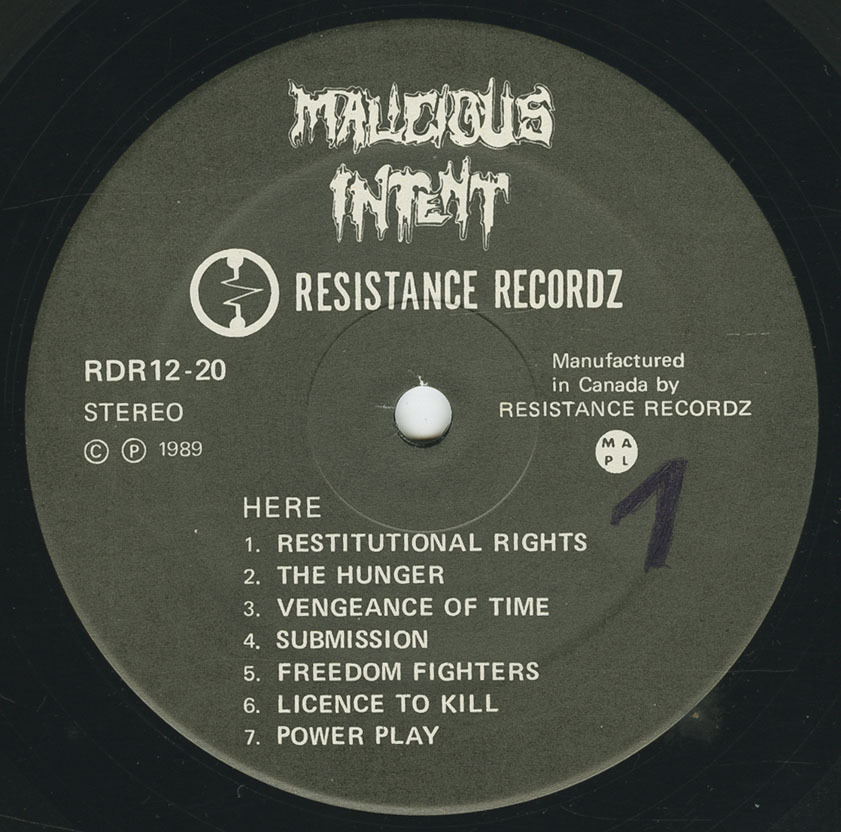 MALICIOUS
INTENT
RESISTANCE RECORDZ
RDR12-20
STEREO
Ⓒ Ⓟ 1989
Manufactured
in Canada by
RESISTANCE RECORDZ
M A
P L
1
HERE
1. RESTITUTIONAL RIGHTS
2. THE HUNGER
3. VENGEANCE OF TIME
4. SUBMISSION
5. FREEDOM FIGHTERS
6. LICENCE TO KILL
7. POWER PLAY